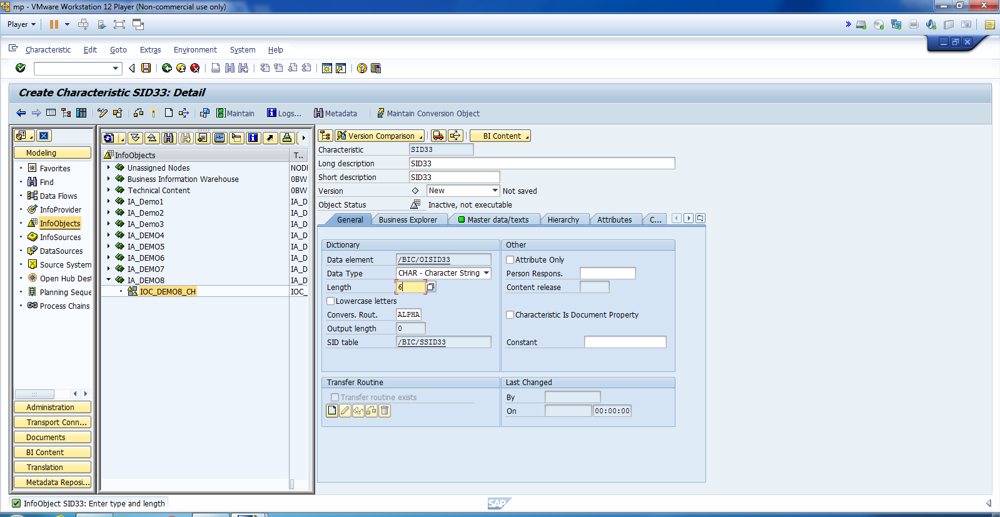 mp - VMware Workstation 12 Player (Non-commercial use only)
Player
Characteristic Edit Goto Extras Environment System Help
Create Characteristic SID33: Detail
Maintain Logs... Metadata Maintain Conversion Object
Modeling
Favorites
Find
Data Flows
InfoProvider
InfoObjects
InfoSources
DataSources
Source System
Open Hub Dest
Planning Seque
Process Chains
Administration
Transport Conn...
Documents
BI Content
Translation
Metadata Reposi...
InfoObjects T..
Unassigned Nodes NODI
Business Information Warehouse 0BW
Technical Content 0BW
IA_Demo1 IA_D
IA_Demo2 IA_D
IA_Demo3 IA_D
IA_DEMO4 IA_D
IA_DEMO5 IA_D
IA_DEMO6 IA_D
IA_DEMO7 IA_D
IA_DEMO8 IA_D
IOC_DEMO8_CH IOC_
Version Comparison BI Content
Characteristic SID33
Long description SID33
Short description SID33
Version New Not saved
Object Status Inactive, not executable
General Business Explorer Master data/texts Hierarchy Attributes C...
Dictionary
Data element /BIC/OISID33
Data Type CHAR - Character String
Length 6
Lowercase letters
Convers. Rout. ALPHA
Output length 0
SID table /BIC/SSID33
Other
Attribute Only
Person Respons.
Content release
Characteristic Is Document Property
Constant
Transfer Routine
Transfer routine exists
Last Changed
By
On 00:00:00
InfoObject SID33: Enter type and length
SAP